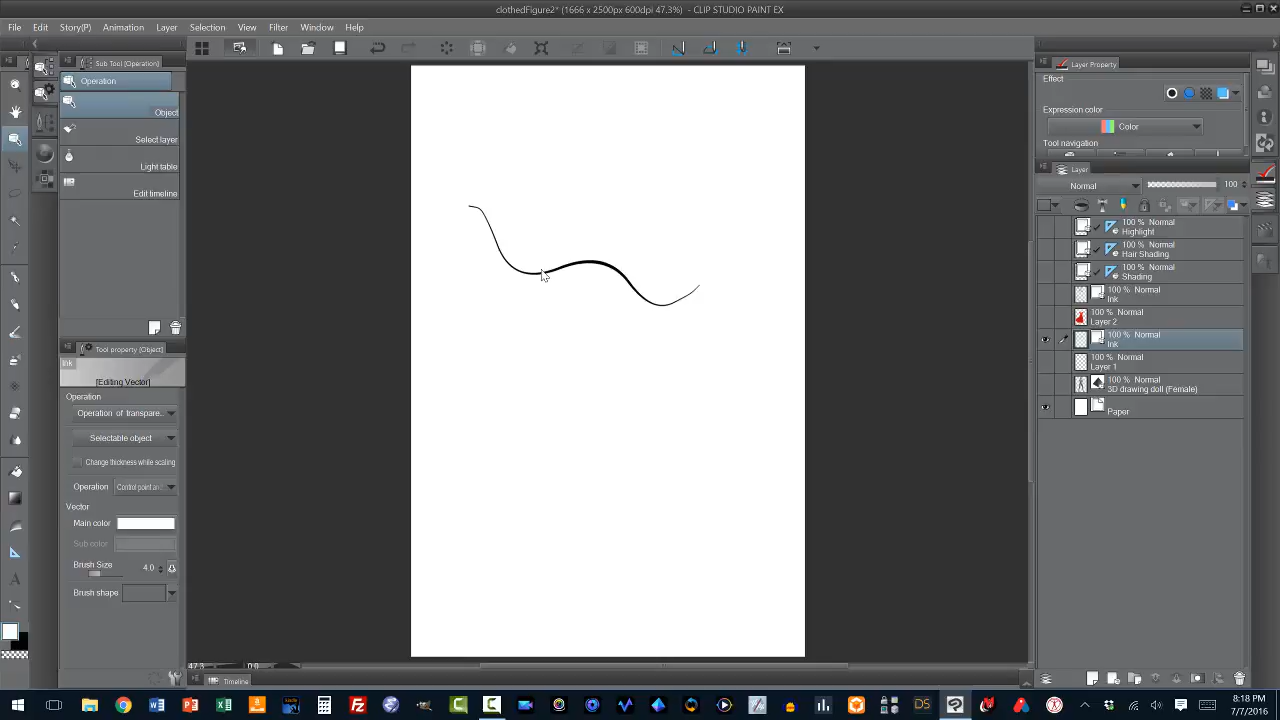 clothedFigure2* (1666 x 2500px 600dpi 47.3%) - CLIP STUDIO PAINT EX
File Edit Story(P) Animation Layer Selection View Filter Window Help
Sub Tool [Operation]
Operation
Object
Select layer
Light table
Edit timeline
Tool property [Object]
Ink
[Editing Vector]
Operation
Operation of transpare..
Selectable object
Change thickness while scaling
Operation Control point an
Vector
Main color
Sub color
Brush Size 4.0
Brush shape
Layer Property
Effect
Expression color
Color
Tool navigation
Layer
Normal 100
100 % Normal
Highlight
100 % Normal
Hair Shading
100 % Normal
Shading
100 % Normal
Ink
100 % Normal
Layer 2
100 % Normal
Ink
100 % Normal
Layer 1
100 % Normal
3D drawing doll (Female)
Paper
47.3 0.0
Timeline
8:18 PM
7/7/2016